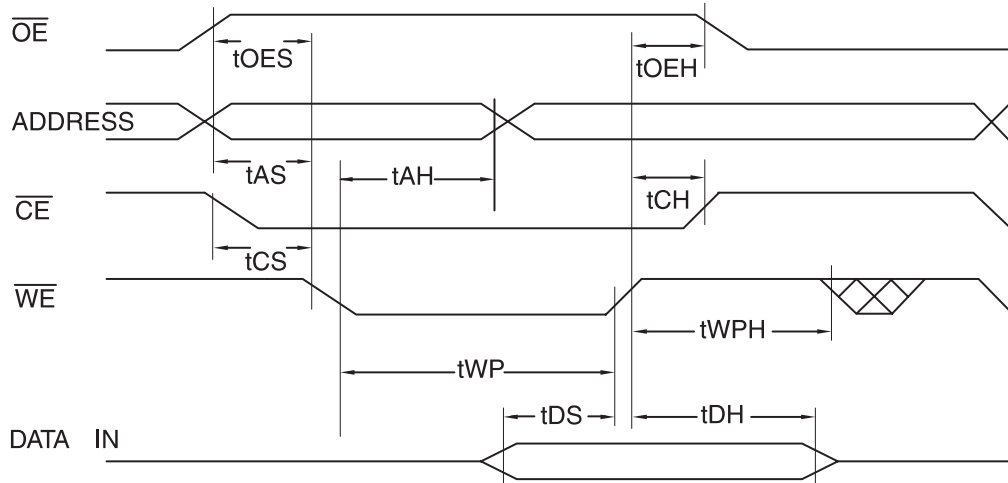 OE
tOES
tOEH
ADDRESS
tAS
tAH
tCH
CE
tCS
WE
tWPH
tWP
tDS
tDH
DATA IN